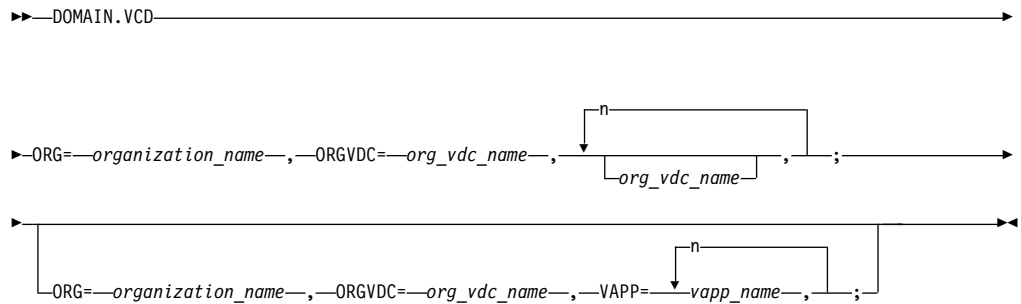 DOMAIN.VCD
n
ORG= organization_name , ORGVDC= org_vdc_name , org_vdc_name , ;
n
ORG= organization_name , ORGVDC= org_vdc_name , VAPP= vapp_name , ;